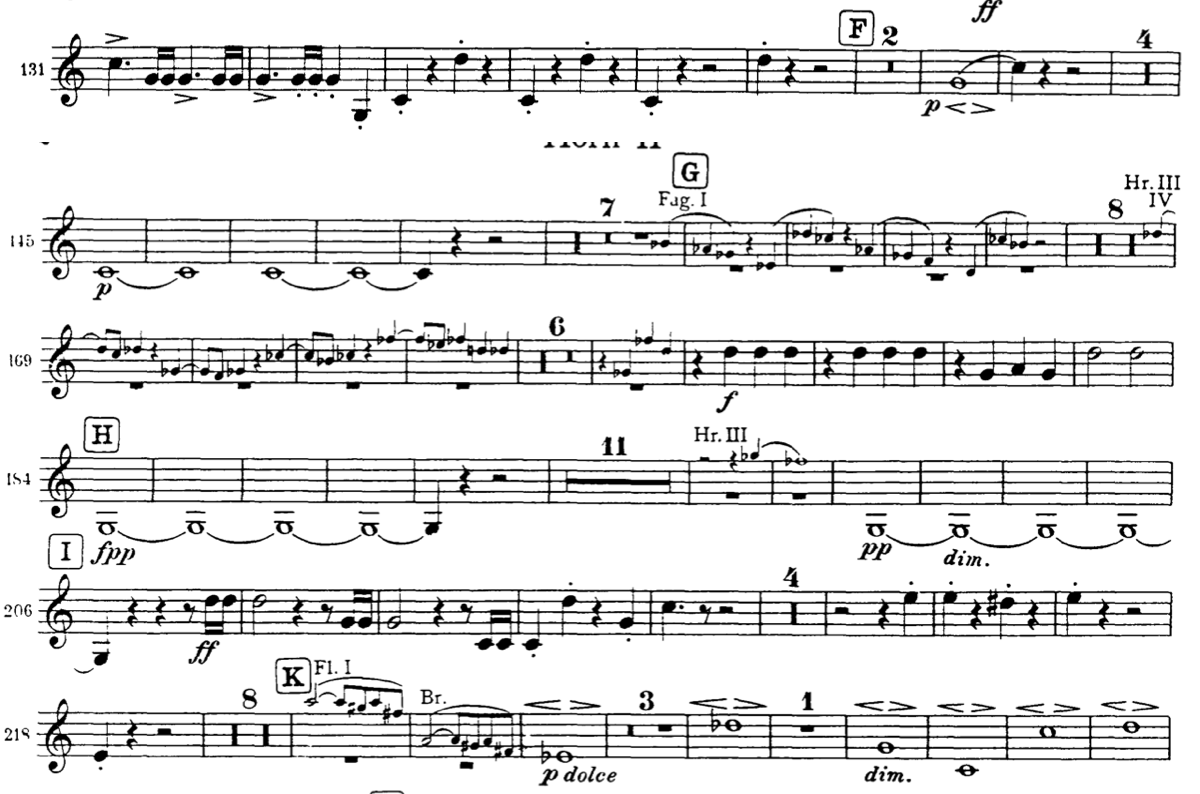 ff
131 F 2 p 4
Horn II
G
Hr. III
7 Fag. I 8 IV
145
p
6
169
f
H 11 Hr. III
184
I fpp pp dim.
4
206
ff
K Fl. I
8 Br. 3 1
218
p dolce dim.